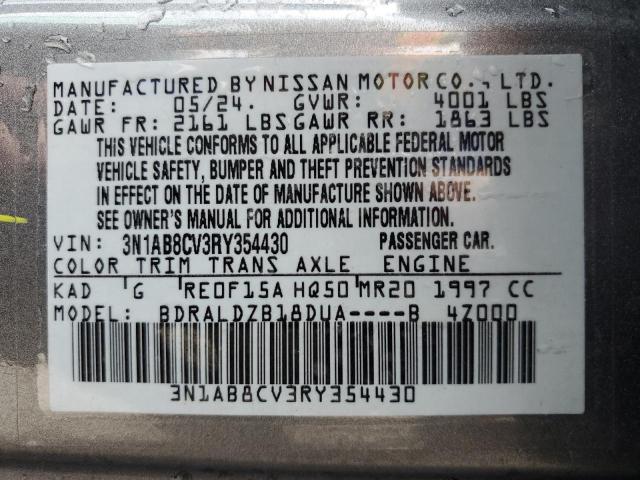 MANUFACTURED BY NISSAN MOTOR CO., LTD.
DATE: 05/24. GVWR: 4001 LBS
GAWR FR: 2161 LBS GAWR RR: 1863 LBS
THIS VEHICLE CONFORMS TO ALL APPLICABLE FEDERAL MOTOR
VEHICLE SAFETY, BUMPER AND THEFT PREVENTION STANDARDS
IN EFFECT ON THE DATE OF MANUFACTURE SHOWN ABOVE.
SEE OWNER'S MANUAL FOR ADDITIONAL INFORMATION.
VIN: 3N1AB8CV3RY354430 PASSENGER CAR.
COLOR TRIM TRANS AXLE ENGINE
KAD G RE0F15A HQ50 MR20 1997 CC
MODEL: BDRALDZB18DUA----B 4Z000
3N1AB8CV3RY354430